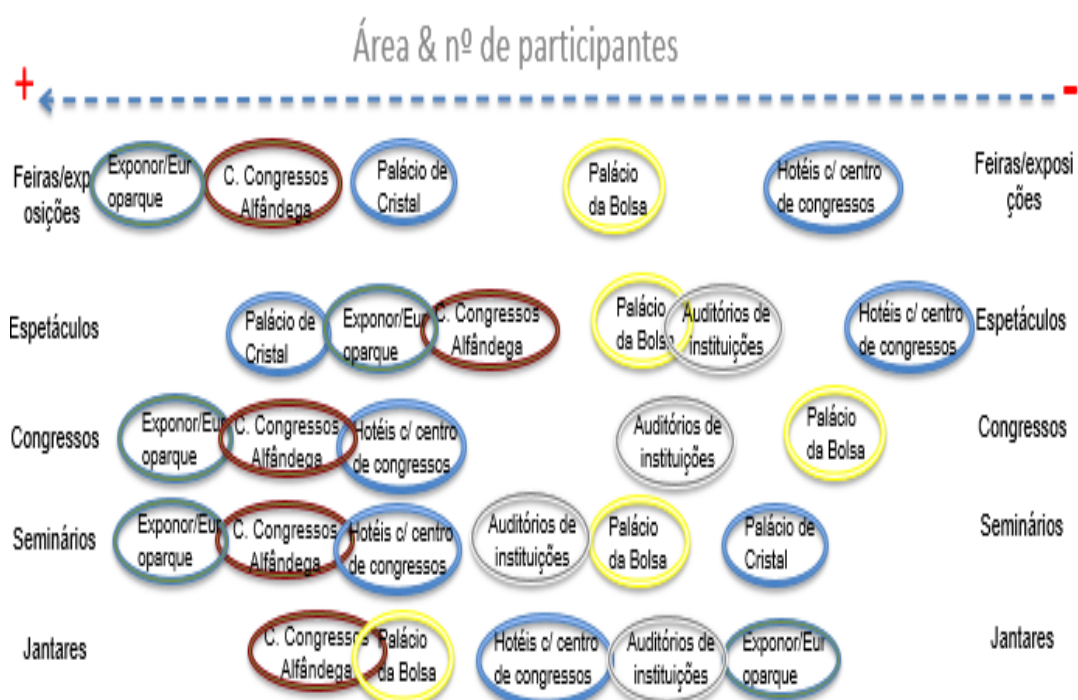 Área & nº de participantes
+
-
Feiras/exp
osições
Exponor/Eur
oparque
C. Congressos
Alfândega
Palácio de
Cristal
Palácio
da Bolsa
Hotéis c/ centro
de congressos
Feiras/exposi
ções
Espetáculos
Palácio de
Cristal
Exponor/Eur
oparque
C. Congressos
Alfândega
Palácio
da Bolsa
Auditórios de
instituições
Hotéis c/ centro
de congressos
Espetáculos
Congressos
Exponor/Eur
oparque
C. Congressos
Alfândega
Hotéis c/ centro
de congressos
Auditórios de
instituições
Palácio
da Bolsa
Congressos
Seminários
Exponor/Eur
oparque
C. Congressos
Alfândega
Hotéis c/ centro
de congressos
Auditórios de
instituições
Palácio
da Bolsa
Palácio de
Cristal
Seminários
Jantares
C. Congressos
Alfândega
Palácio
da Bolsa
Hotéis c/ centro
de congressos
Auditórios de
instituições
Exponor/Eur
oparque
Jantares